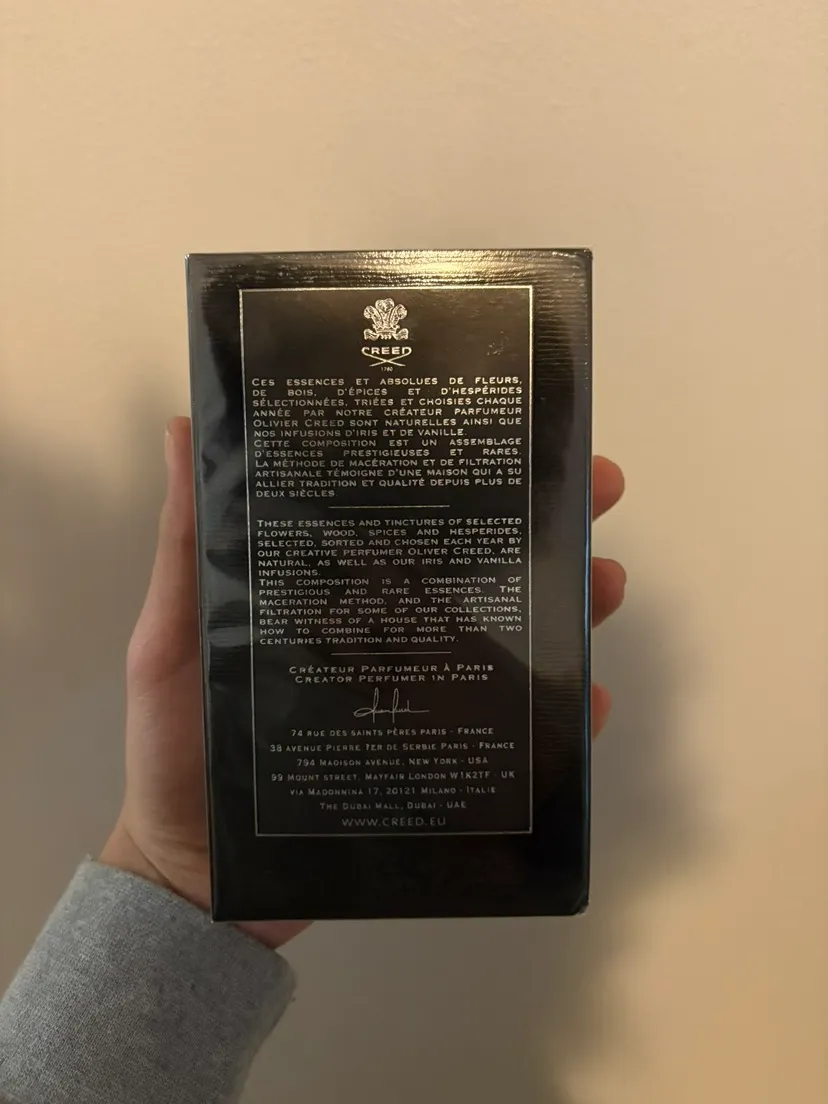 CREED
1760
CES ESSENCES ET ABSOLUES DE FLEURS,
DE BOIS, D'ÉPICES ET D'HESPÉRIDES
SÉLECTIONNÉES, TRIÉES ET CHOISIES CHAQUE
ANNÉE PAR NOTRE CRÉATEUR PARFUMEUR
OLIVIER CREED SONT NATURELLES AINSI QUE
NOS INFUSIONS D'IRIS ET DE VANILLE.
CETTE COMPOSITION EST UN ASSEMBLAGE
D'ESSENCES PRESTIGIEUSES ET RARES.
LA MÉTHODE DE MACÉRATION ET DE FILTRATION
ARTISANALE TÉMOIGNE D'UNE MAISON QUI A SU
ALLIER TRADITION ET QUALITÉ DEPUIS PLUS DE
DEUX SIÈCLES.
THESE ESSENCES AND TINCTURES OF SELECTED
FLOWERS, WOOD, SPICES AND HESPERIDES,
SELECTED, SORTED AND CHOSEN EACH YEAR BY
OUR CREATIVE PERFUMER OLIVER CREED, ARE
NATURAL, AS WELL AS OUR IRIS AND VANILLA
INFUSIONS.
THIS COMPOSITION IS A COMBINATION OF
PRESTIGIOUS AND RARE ESSENCES. THE
MACERATION METHOD, AND THE ARTISANAL
FILTRATION FOR SOME OF OUR COLLECTIONS,
BEAR WITNESS OF A HOUSE THAT HAS KNOWN
HOW TO COMBINE FOR MORE THAN TWO
CENTURIES TRADITION AND QUALITY.
CRÉATEUR PARFUMEUR À PARIS
CREATOR PERFUMER IN PARIS
74 RUE DES SAINTS PÈRES PARIS - FRANCE
38 AVENUE PIERRE 1ER DE SERBIE PARIS - FRANCE
794 MADISON AVENUE, NEW YORK - USA
99 MOUNT STREET, MAYFAIR LONDON W1K2TF - UK
VIA MADONNINA 17, 20121 MILANO - ITALIE
THE DUBAI MALL, DUBAI - UAE
WWW.CREED.EU